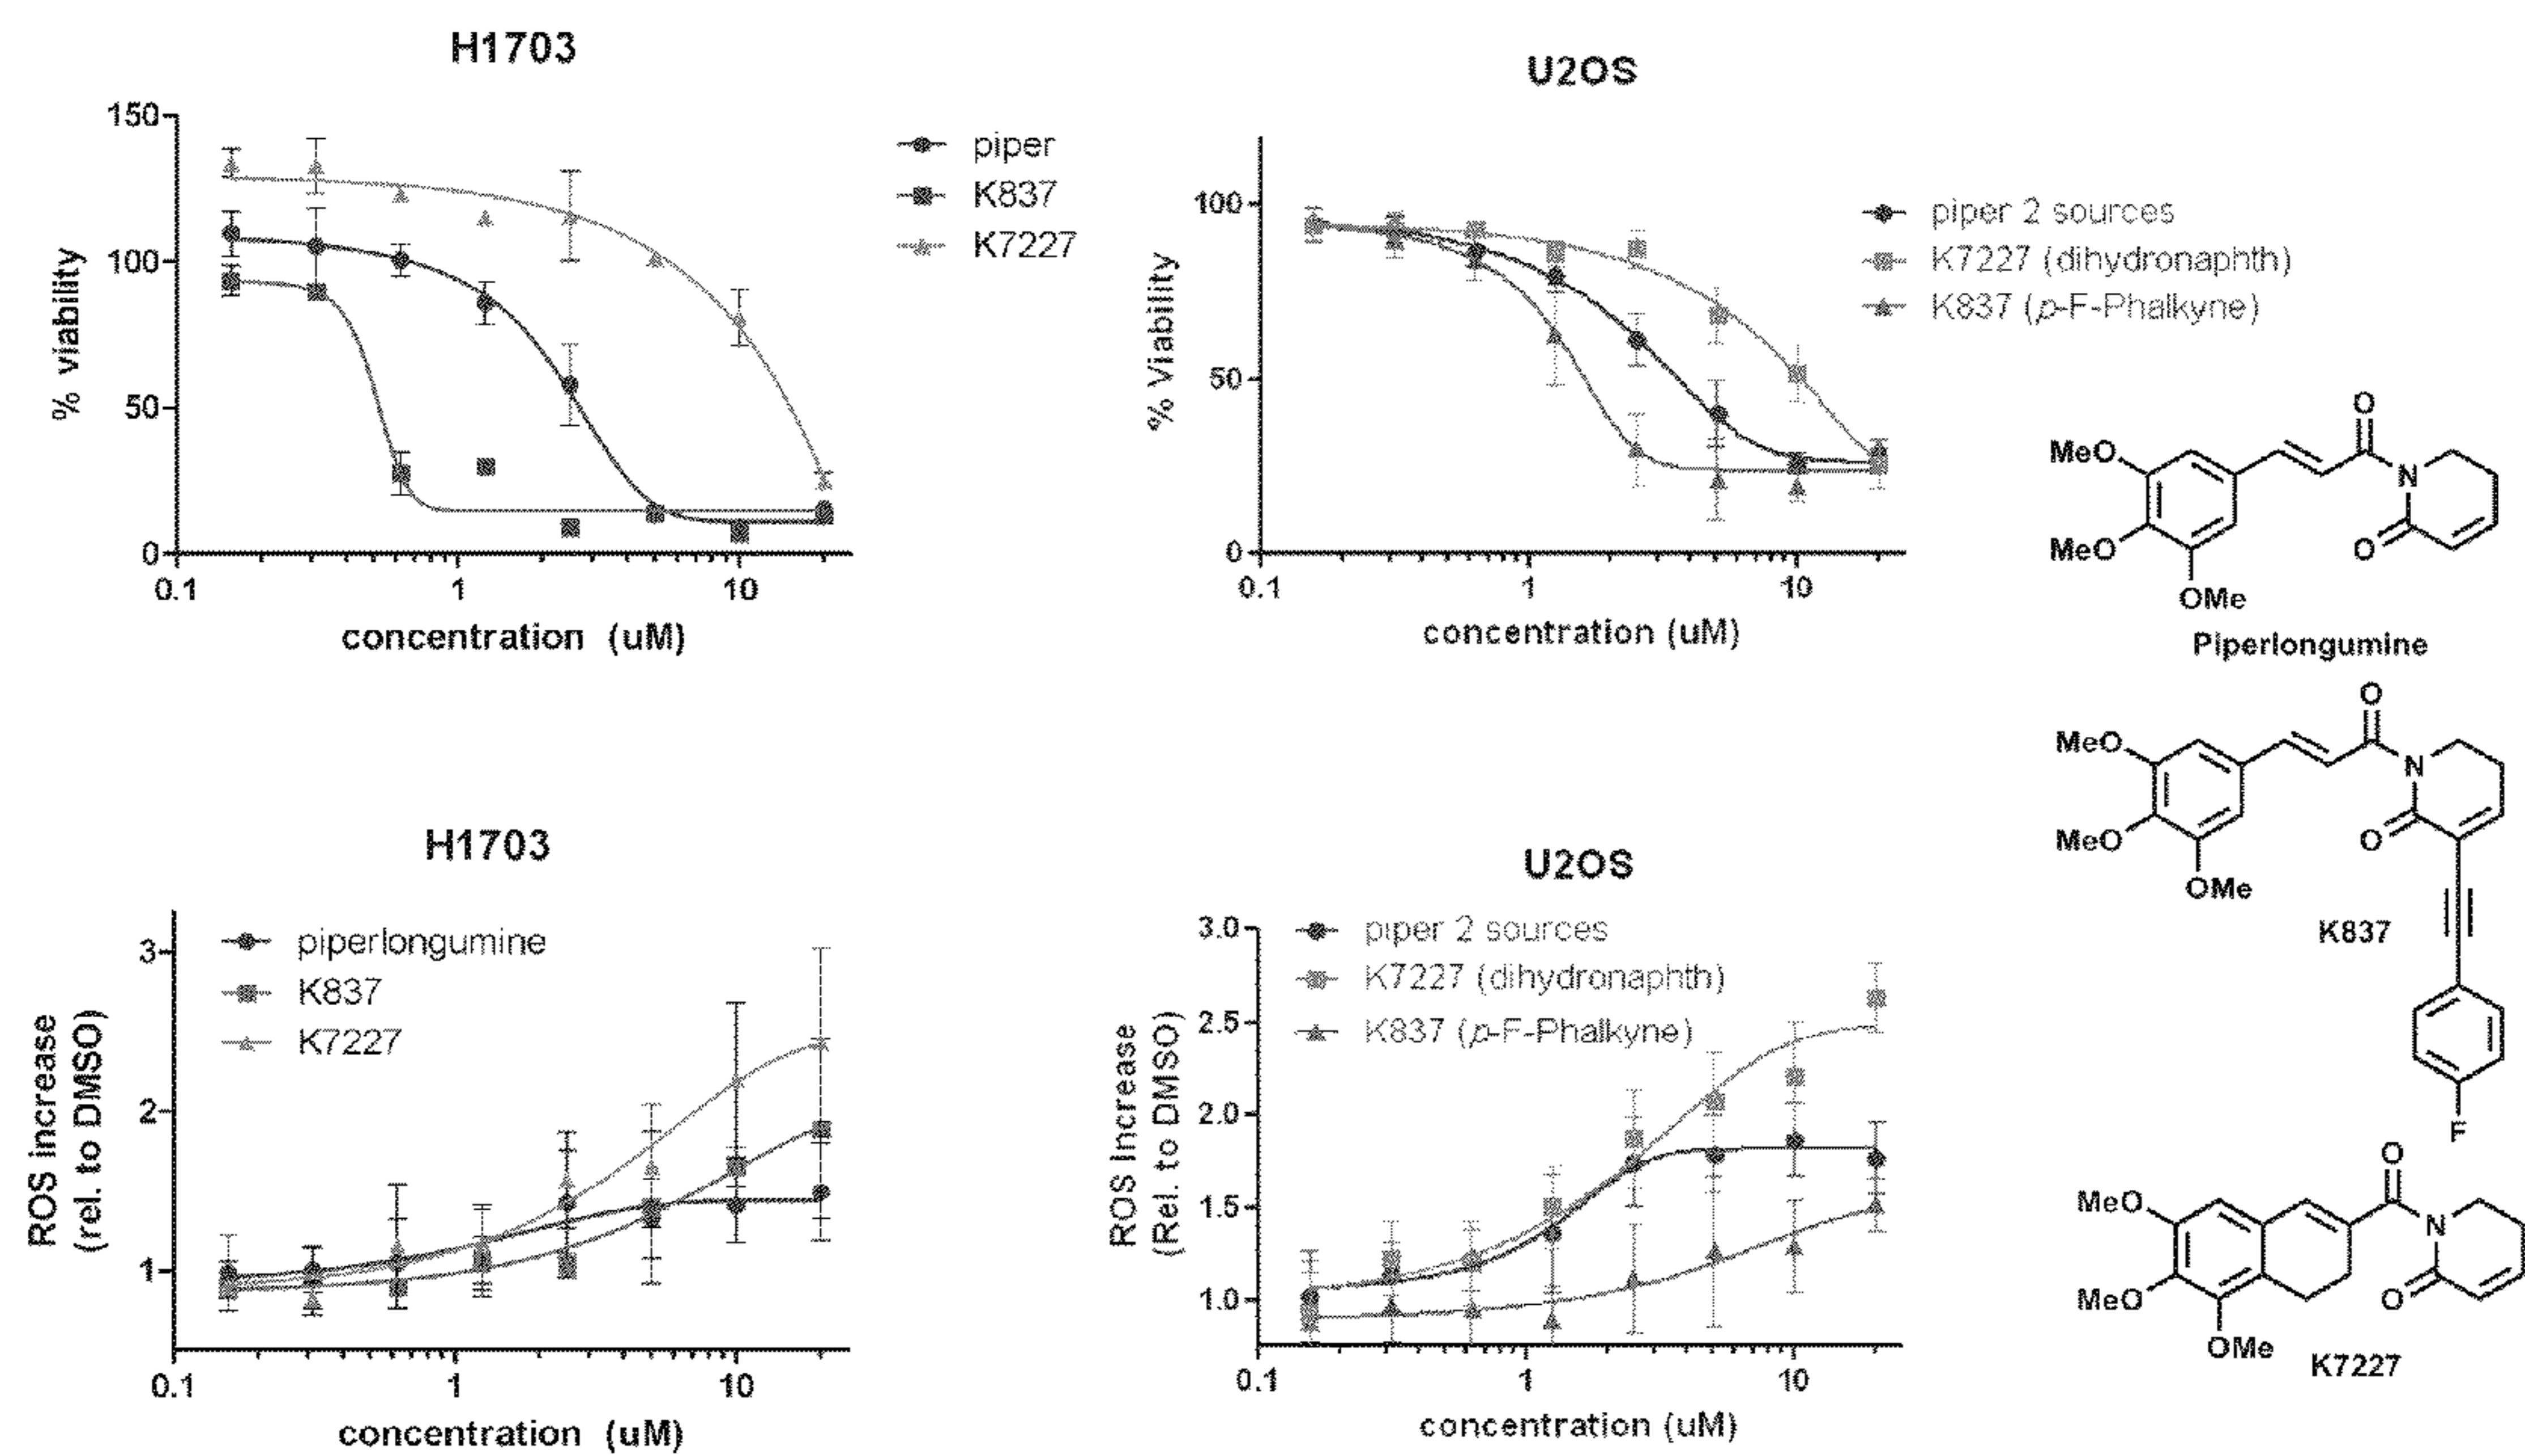 H1703
150
100
50
0
% viability
0.1
1
10
concentration (uM)
piper
K837
K7227
U2OS
100
50
0
% Viability
0.1
1
10
concentration (uM)
piper 2 sources
K7227 (dihydronaphth)
K837 (p-F-Phalkyne)
O
MeO
N
MeO
O
OMe
Piperlongumine
O
MeO
N
MeO
O
OMe
K837
F
H1703
3
2
1
ROS increase
(rel. to DMSO)
piperlongumine
K837
K7227
0.1
1
10
concentration (uM)
U2OS
3.0
2.5
2.0
1.5
1.0
ROS Increase
(Rel. to DMSO)
piper 2 sources
K7227 (dihydronaphth)
K837 (p-F-Phalkyne)
0.1
1
10
concentration (uM)
O
MeO
N
MeO
O
OMe
K7227